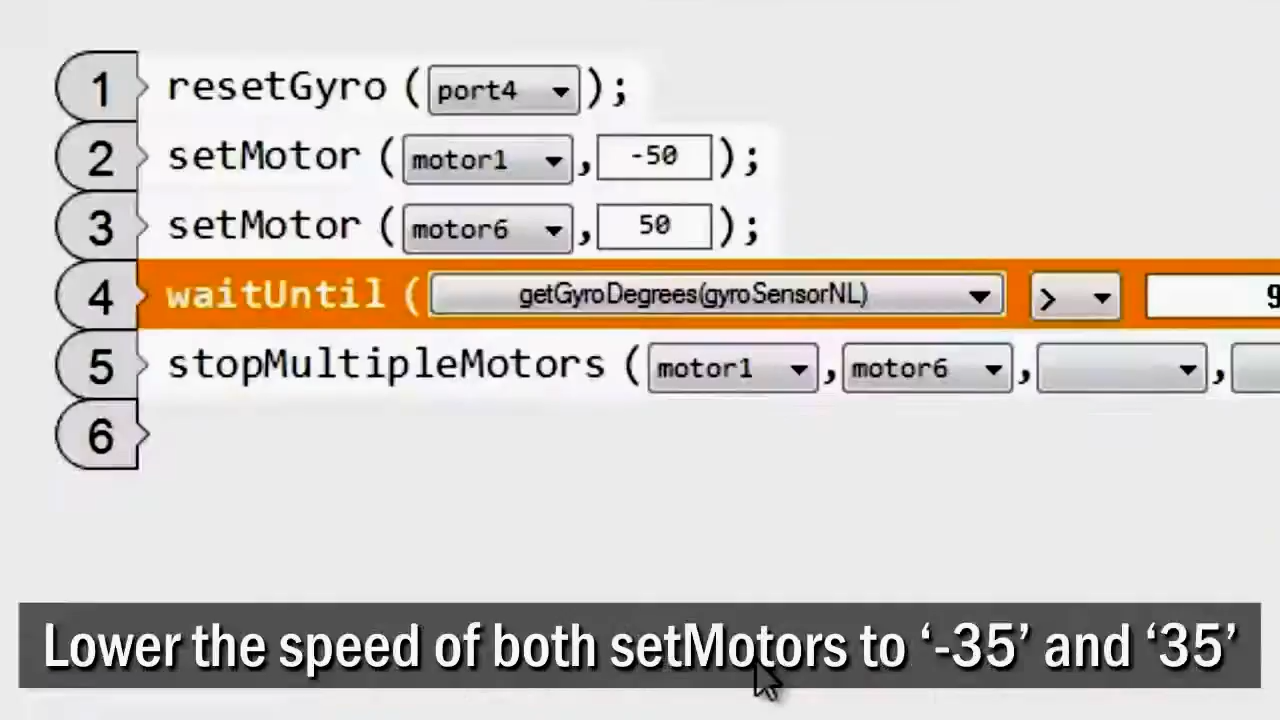 1 resetGyro ( port4 );
2 setMotor ( motor1 , -50 );
3 setMotor ( motor6 , 50 );
4 waitUntil ( getGyroDegrees(gyroSensorNL) > 9
5 stopMultipleMotors ( motor1 , motor6 , ,
6
Lower the speed of both setMotors to ‘-35’ and ‘35’